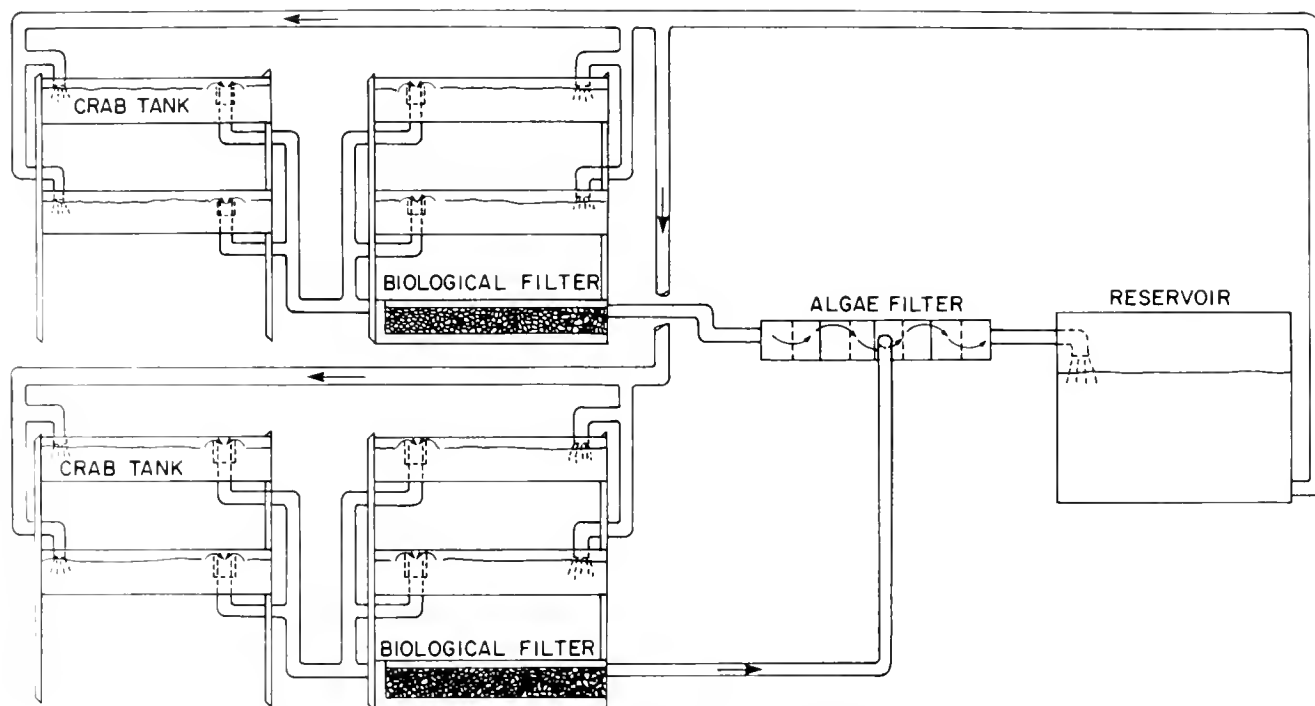 CRAB TANK
BIOLOGICAL FILTER
ALGAE FILTER
RESERVOIR
CRAB TANK
BIOLOGICAL FILTER